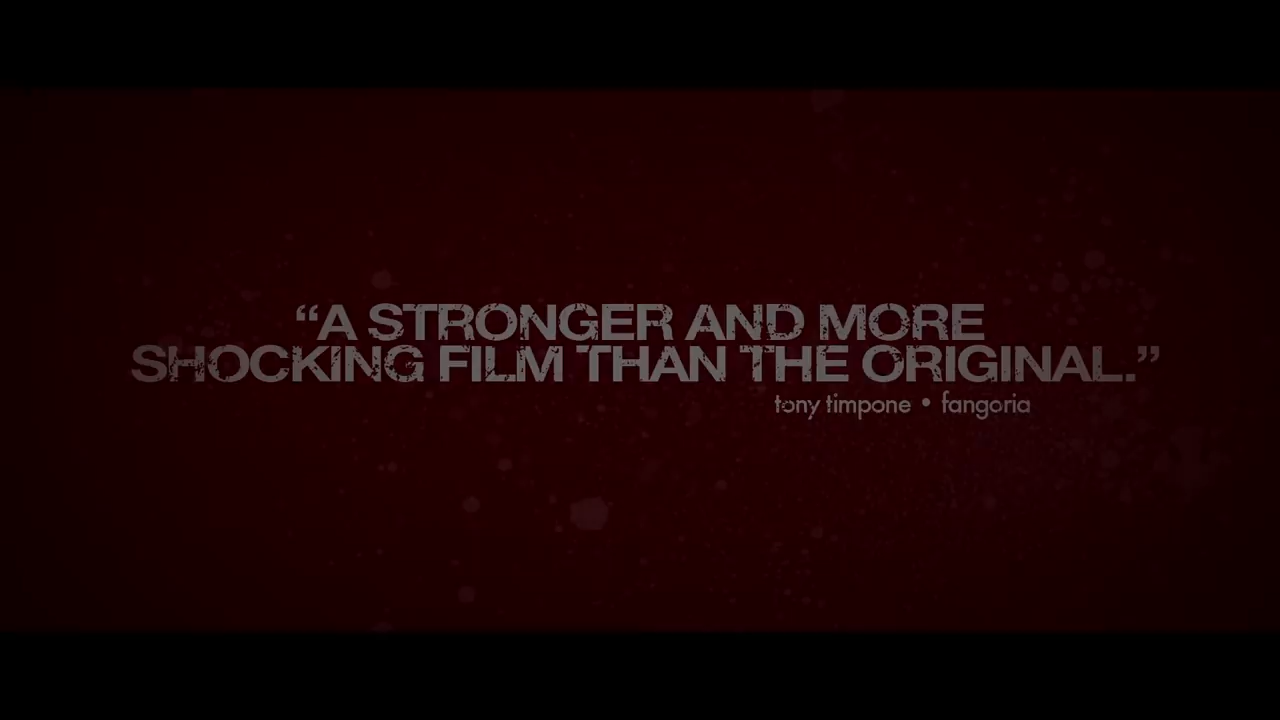 “A STRONGER AND MORE
SHOCKING FILM THAN THE ORIGINAL.”
tony timpone • fangoria